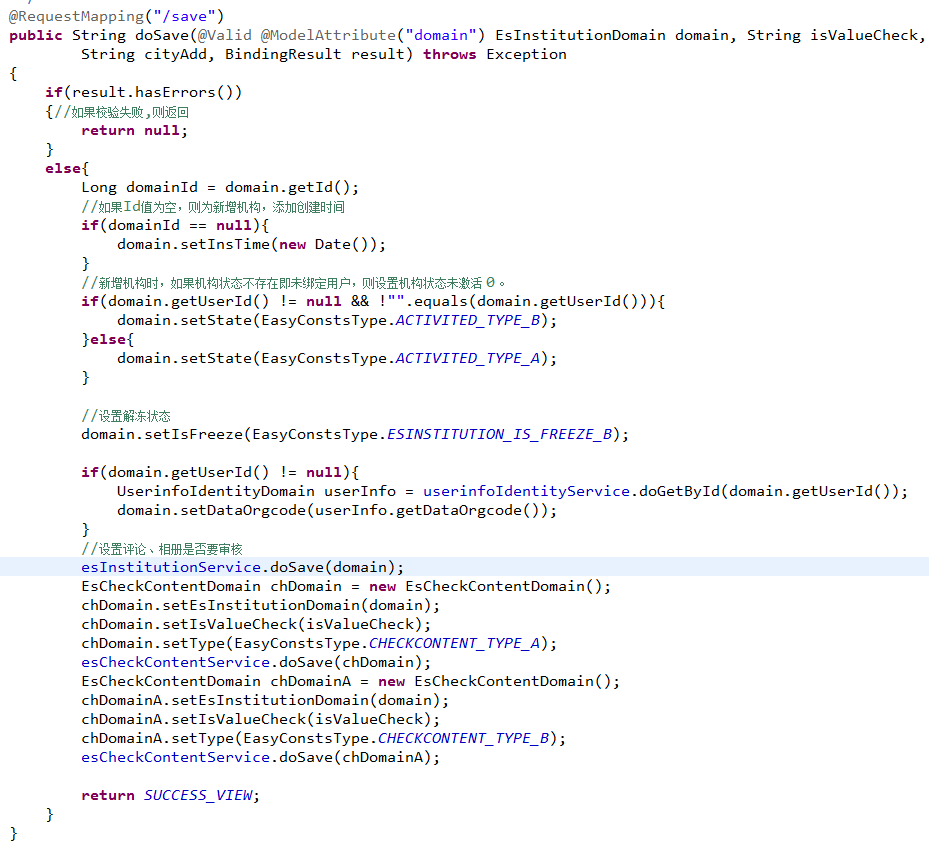 @RequestMapping("/save")
public String doSave(@Valid @ModelAttribute("domain") EsInstitutionDomain domain, String isValueCheck,
        String cityAdd, BindingResult result) throws Exception
{
    if(result.hasErrors())
    {//如果校验失败,则返回
        return null;
    }
    else{
        Long domainId = domain.getId();
        //如果Id值为空，则为新增机构，添加创建时间
        if(domainId == null){
            domain.setInsTime(new Date());
        }
        //新增机构时，如果机构状态不存在即未绑定用户，则设置机构状态未激活 0 。
        if(domain.getUserId() != null && !"".equals(domain.getUserId())){
            domain.setState(EasyConstsType.ACTIVITED_TYPE_B);
        }else{
            domain.setState(EasyConstsType.ACTIVITED_TYPE_A);
        }

        //设置解冻状态
        domain.setIsFreeze(EasyConstsType.ESINSTITUTION_IS_FREEZE_B);

        if(domain.getUserId() != null){
            UserinfoIdentityDomain userInfo = userinfoIdentityService.doGetById(domain.getUserId());
            domain.setDataOrgcode(userInfo.getDataOrgcode());
        }
        //设置评论、相册是否要审核
        esInstitutionService.doSave(domain);
        EsCheckContentDomain chDomain = new EsCheckContentDomain();
        chDomain.setEsInstitutionDomain(domain);
        chDomain.setIsValueCheck(isValueCheck);
        chDomain.setType(EasyConstsType.CHECKCONTENT_TYPE_A);
        esCheckContentService.doSave(chDomain);
        EsCheckContentDomain chDomainA = new EsCheckContentDomain();
        chDomainA.setEsInstitutionDomain(domain);
        chDomainA.setIsValueCheck(isValueCheck);
        chDomainA.setType(EasyConstsType.CHECKCONTENT_TYPE_B);
        esCheckContentService.doSave(chDomainA);

        return SUCCESS_VIEW;
    }
}